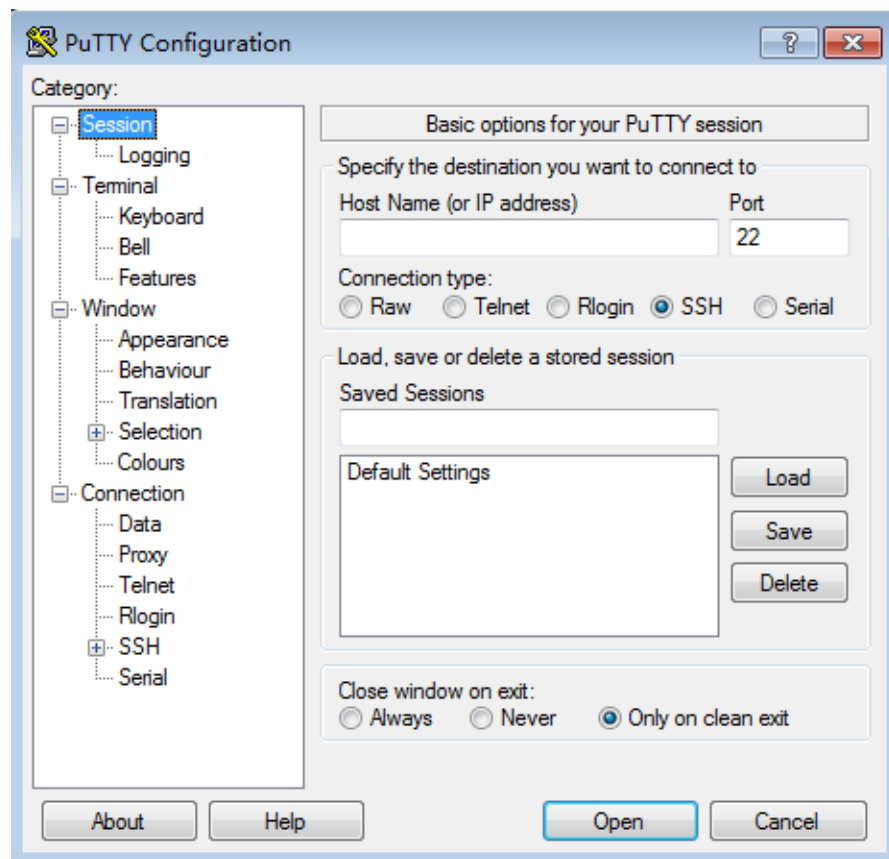 PuTTY Configuration
Category:
Session
Logging
Terminal
Keyboard
Bell
Features
Window
Appearance
Behaviour
Translation
Selection
Colours
Connection
Data
Proxy
Telnet
Rlogin
SSH
Serial
Basic options for your PuTTY session
Specify the destination you want to connect to
Host Name (or IP address) Port
22
Connection type:
Raw Telnet Rlogin SSH Serial
Load, save or delete a stored session
Saved Sessions
Default Settings
Load
Save
Delete
Close window on exit:
Always Never Only on clean exit
About Help Open Cancel